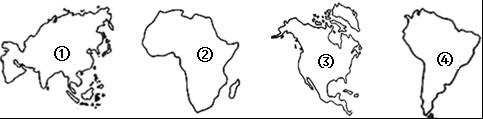 ① ② ③ ④